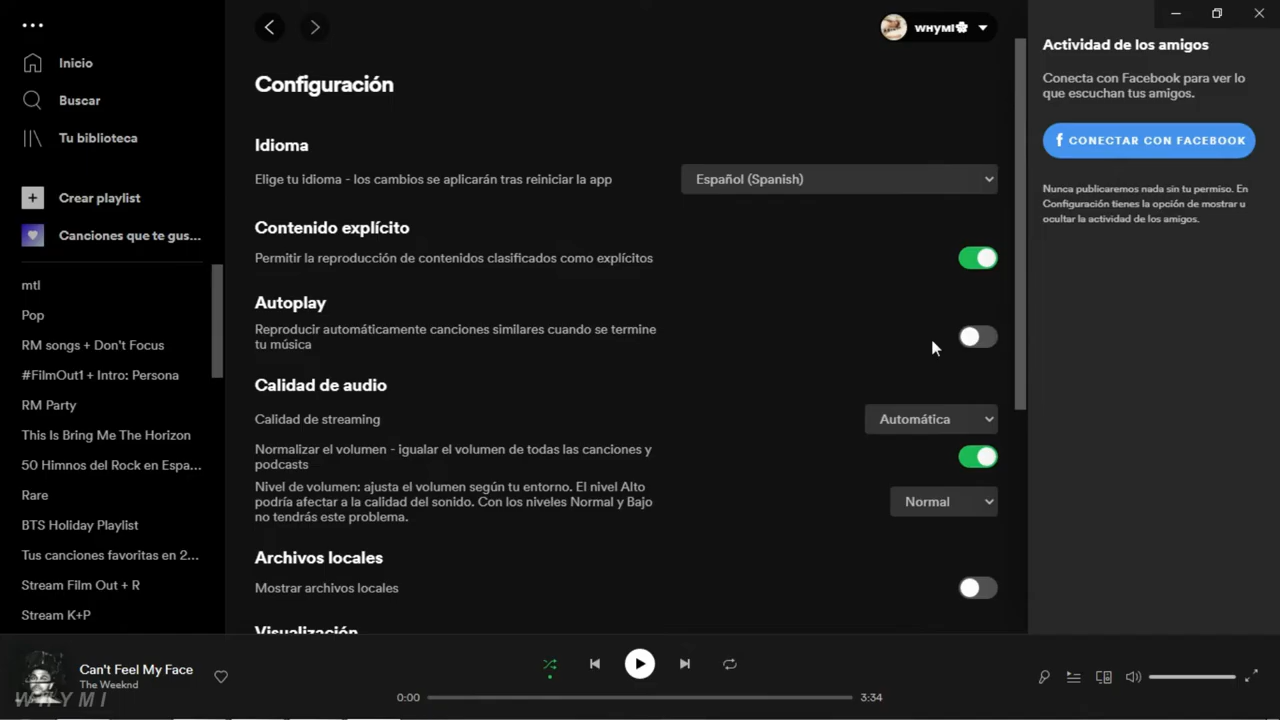 Inicio
Buscar
Tu biblioteca
Crear playlist
Canciones que te gus...
mtl
Pop
RM songs + Don't Focus
#FilmOut1 + Intro: Persona
RM Party
This Is Bring Me The Horizon
50 Himnos del Rock en Espa...
Rare
BTS Holiday Playlist
Tus canciones favoritas en 2...
Stream Film Out + R
Stream K+P
WHYMI
Configuración
Idioma
Elige tu idioma - los cambios se aplicarán tras reiniciar la app
Español (Spanish)
Contenido explícito
Permitir la reproducción de contenidos clasificados como explícitos
Autoplay
Reproducir automáticamente canciones similares cuando se termine
tu música
Calidad de audio
Calidad de streaming
Automática
Normalizar el volumen - igualar el volumen de todas las canciones y
podcasts
Nivel de volumen: ajusta el volumen según tu entorno. El nivel Alto
podría afectar a la calidad del sonido. Con los niveles Normal y Bajo
no tendrás este problema.
Normal
Archivos locales
Mostrar archivos locales
Visualización
Actividad de los amigos
Conecta con Facebook para ver lo
que escuchan tus amigos.
CONECTAR CON FACEBOOK
Nunca publicaremos nada sin tu permiso. En
Configuración tienes la opción de mostrar u
ocultar la actividad de los amigos.
Can't Feel My Face
The Weeknd
WHYMI
0:00
3:34